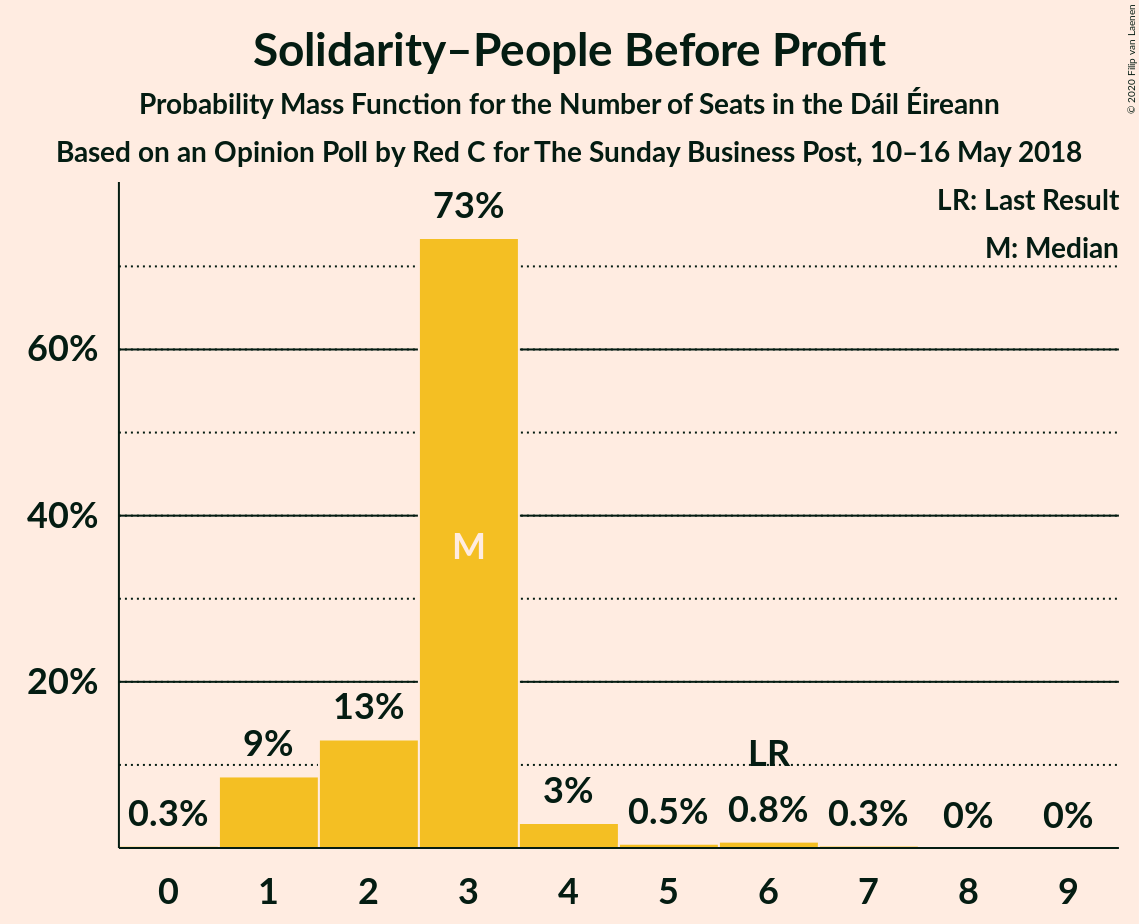 Solidarity–People Before Profit
Probability Mass Function for the Number of Seats in the Dáil Éireann
Based on an Opinion Poll by Red C for The Sunday Business Post, 10–16 May 2018
© 2020 Filip van Laenen
LR: Last Result
M: Median
60%
40%
20%
0.3%
9%
13%
73%
M
3%
0.5%
LR
0.8%
0.3%
0%
0%
0 1 2 3 4 5 6 7 8 9